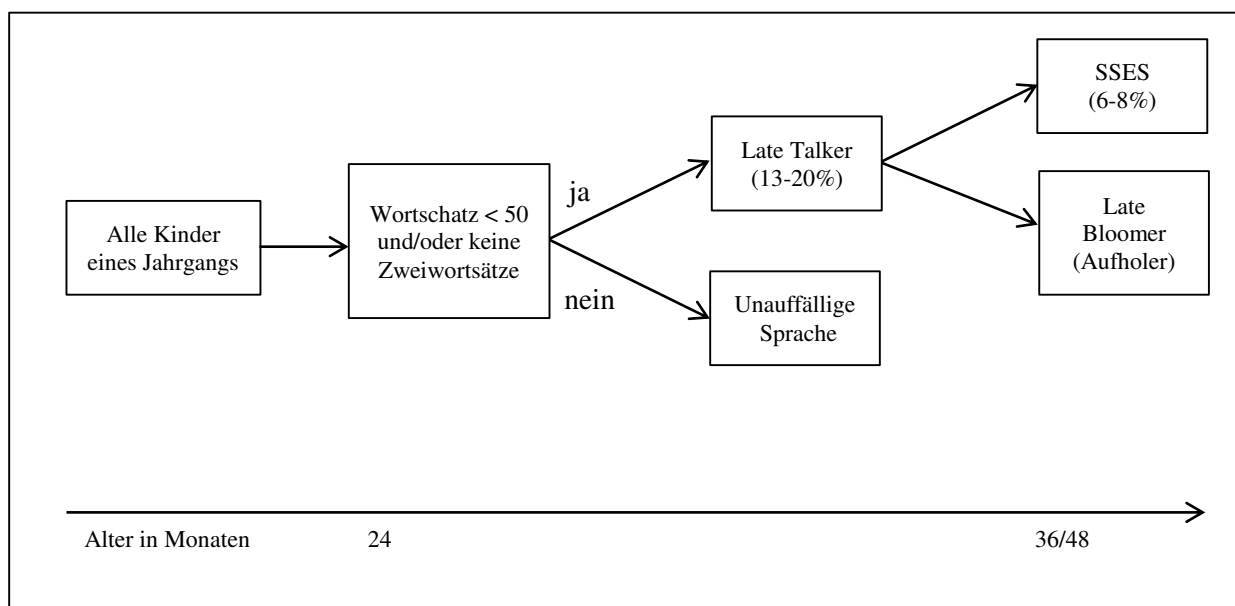 Alle Kinder
eines Jahrgangs
Wortschatz < 50
und/oder keine
Zweiwortsätze
ja
nein
Late Talker
(13-20%)
Unauffällige
Sprache
SSES
(6-8%)
Late
Bloomer
(Aufholer)
Alter in Monaten
24
36/48